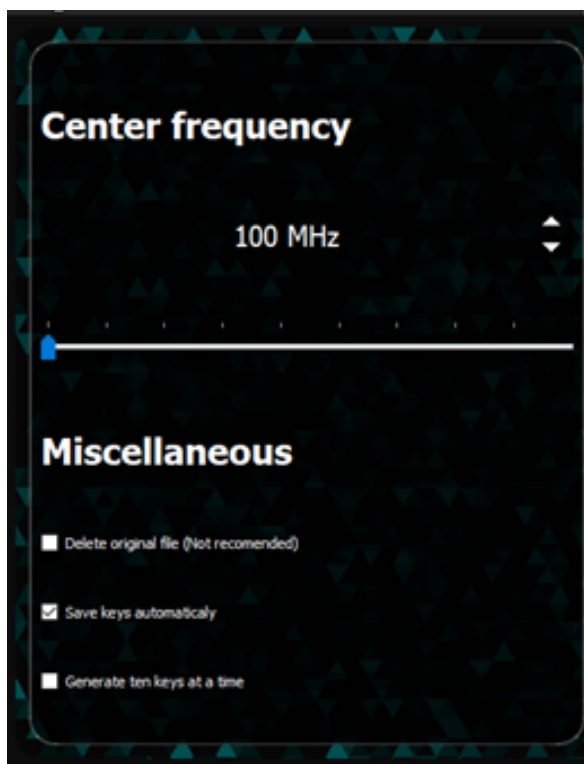 Center frequency
100 MHz
Miscellaneous
Delete original file (Not recomended)
Save keys automaticaly
Generate ten keys at a time